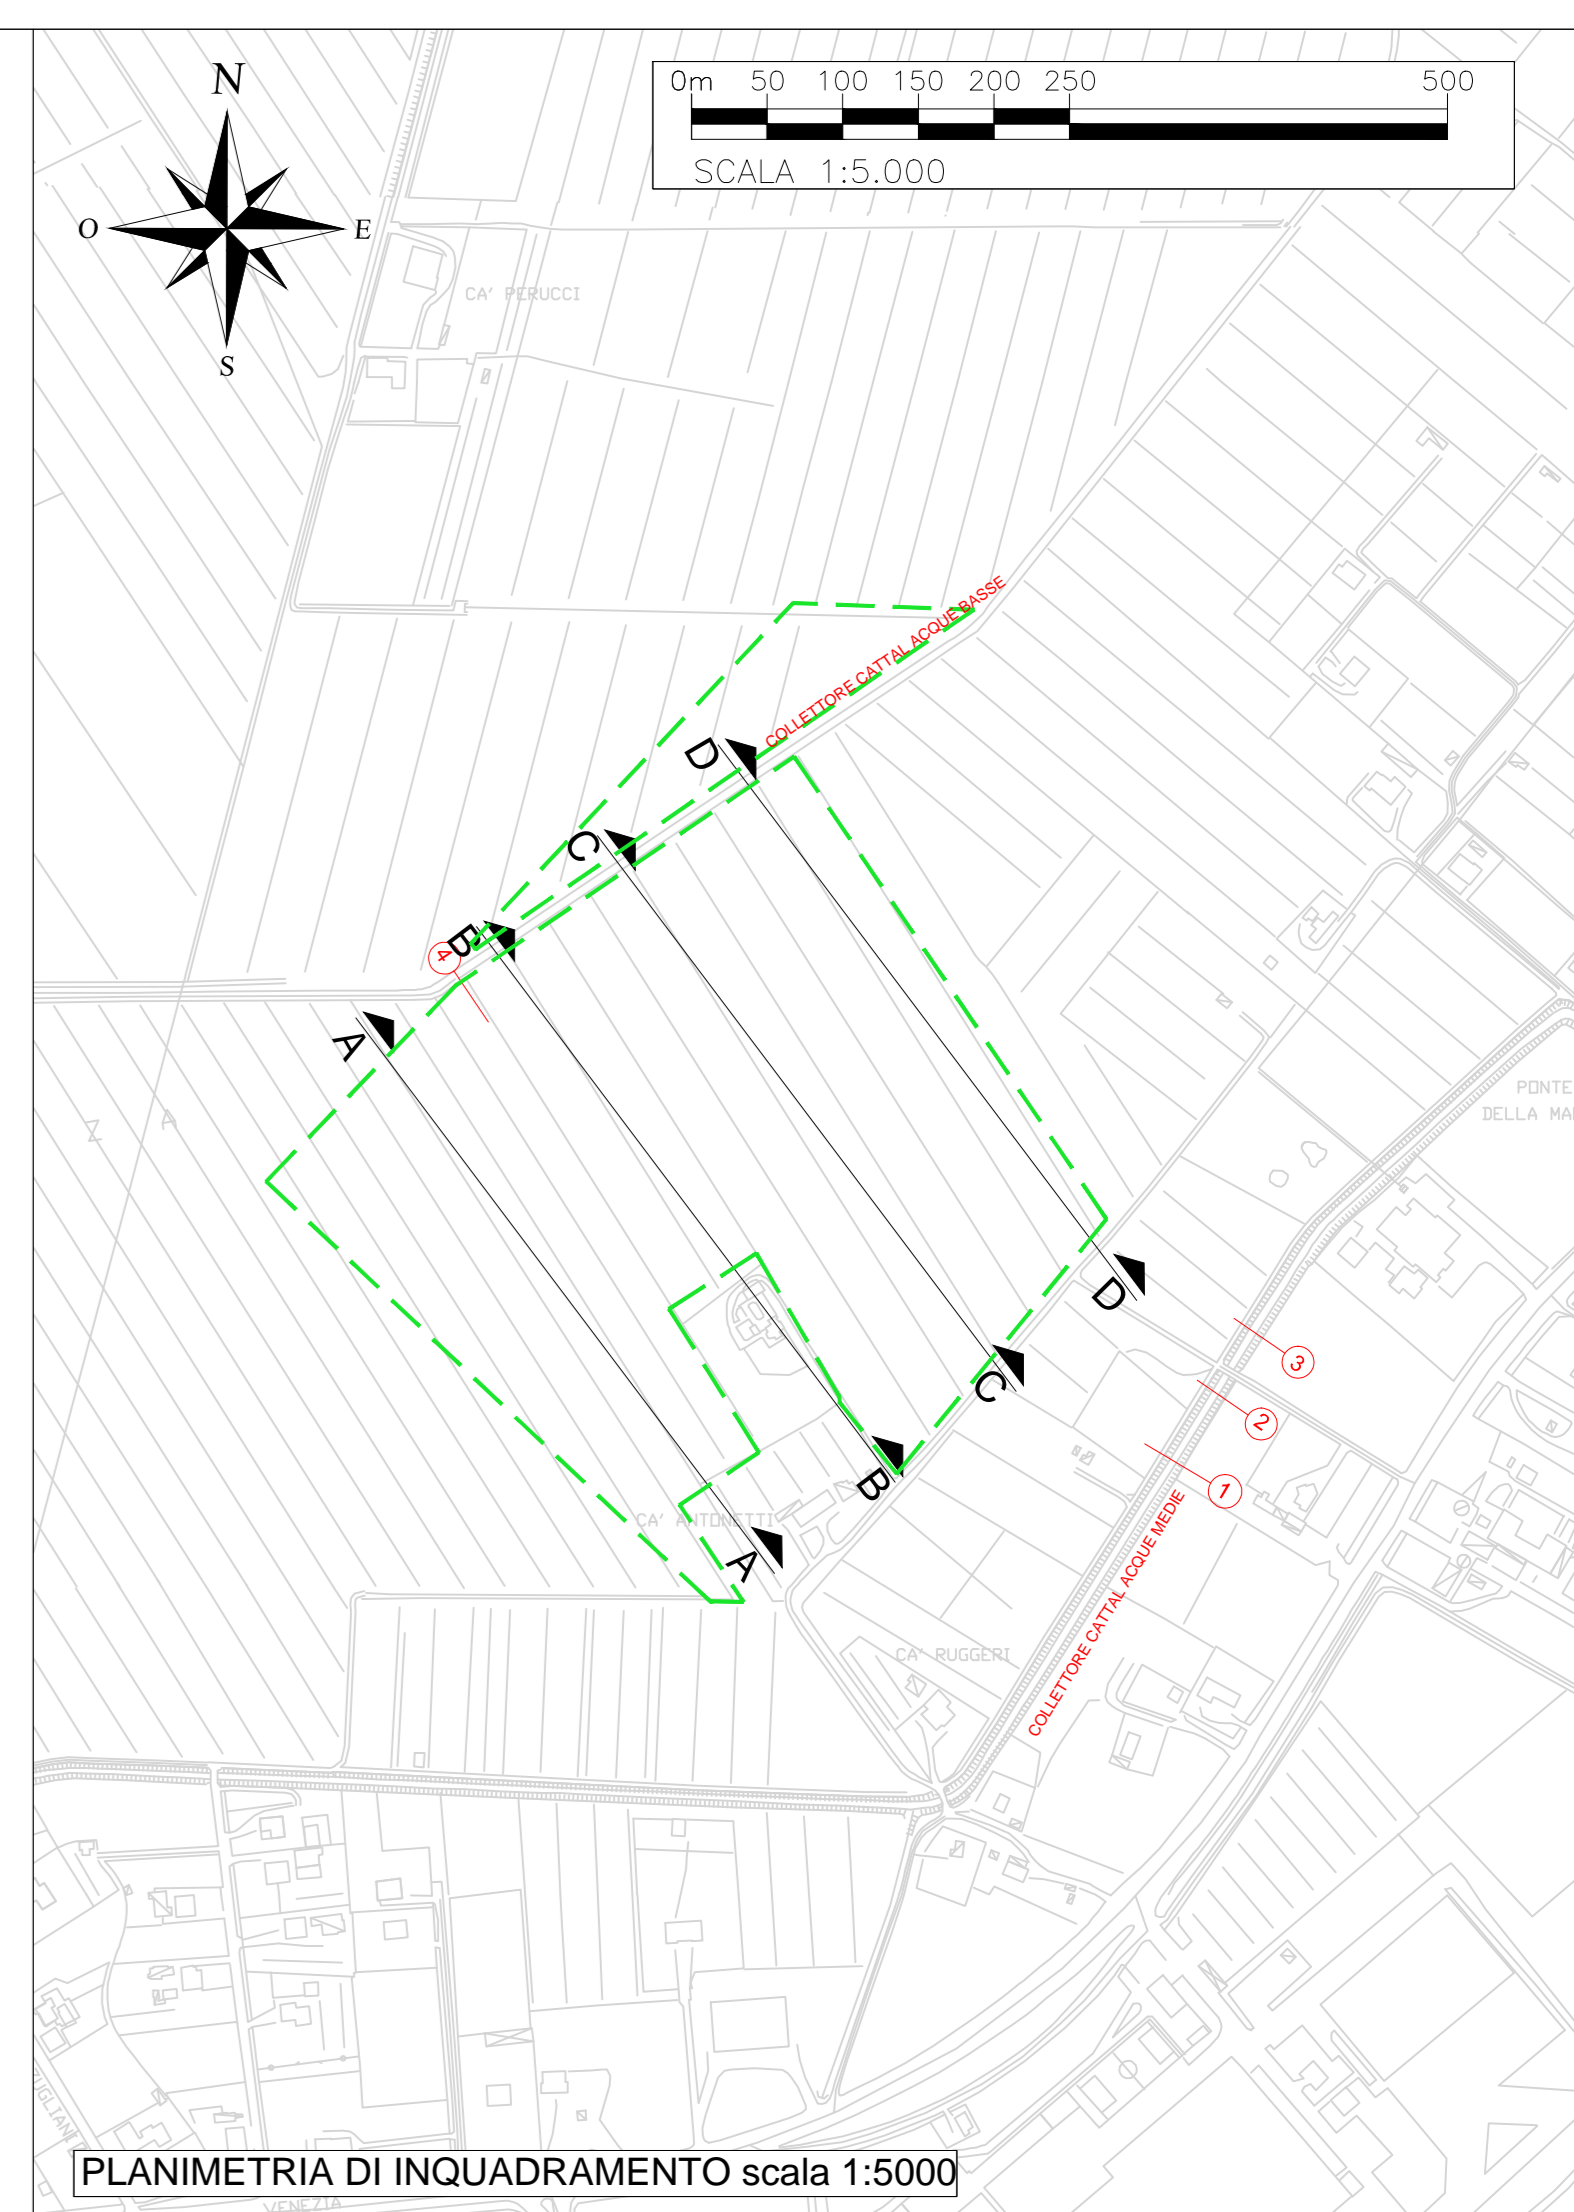 N
O
E
S
0m 50 100 150 200 250 500
SCALA 1:5.000
CA' PERUCCI
COLLETTORE CATTAL ACQUE BASSE
D
C
B
4
A
Z A
PONTE
DELLA MA
D
3
C
2
B
1
CA' ANTONETTI
A
COLLETTORE CATTAL ACQUE MEDIE
CA' RUGGERI
PLANIMETRIA DI INQUADRAMENTO scala 1:5000
VENEZIA